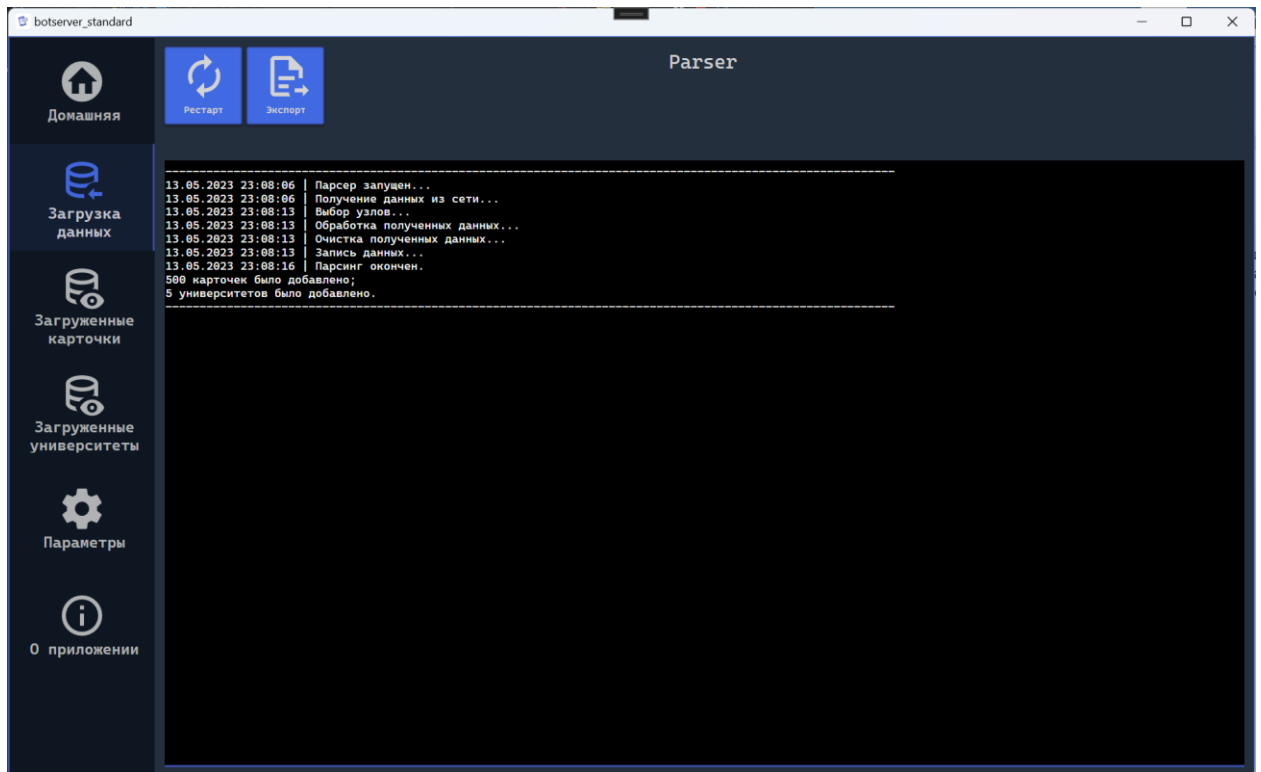 botserver_standard
Домашняя
Загрузка
данных
Загруженные
карточки
Загруженные
университеты
Параметры
О приложении
Рестарт
Экспорт
Parser
13.05.2023 23:08:06 | Парсер запущен...
13.05.2023 23:08:06 | Получение данных из сети...
13.05.2023 23:08:13 | Выбор узлов...
13.05.2023 23:08:13 | Обработка полученных данных...
13.05.2023 23:08:13 | Очистка полученных данных...
13.05.2023 23:08:13 | Запись данных...
13.05.2023 23:08:16 | Парсинг окончен.
500 карточек было добавлено;
5 университетов было добавлено.